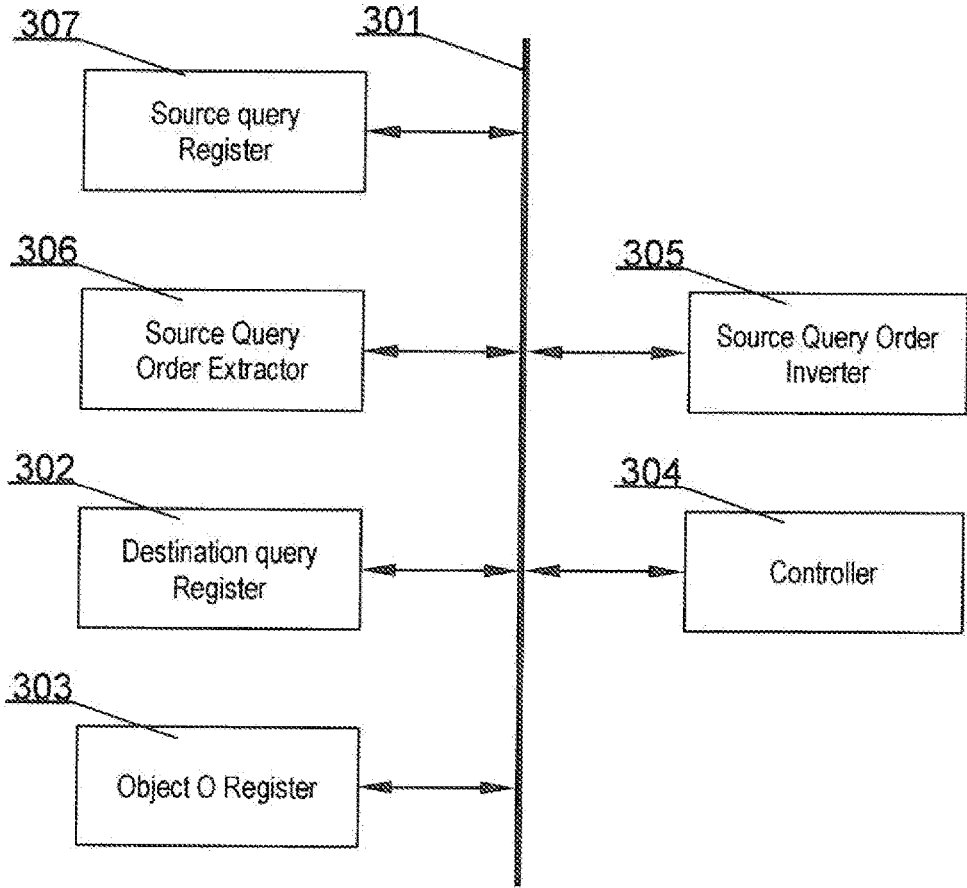 307
301
Source query
Register
306
305
Source Query
Order Extractor
Source Query Order
Inverter
302
304
Destination query
Register
Controller
303
Object O Register